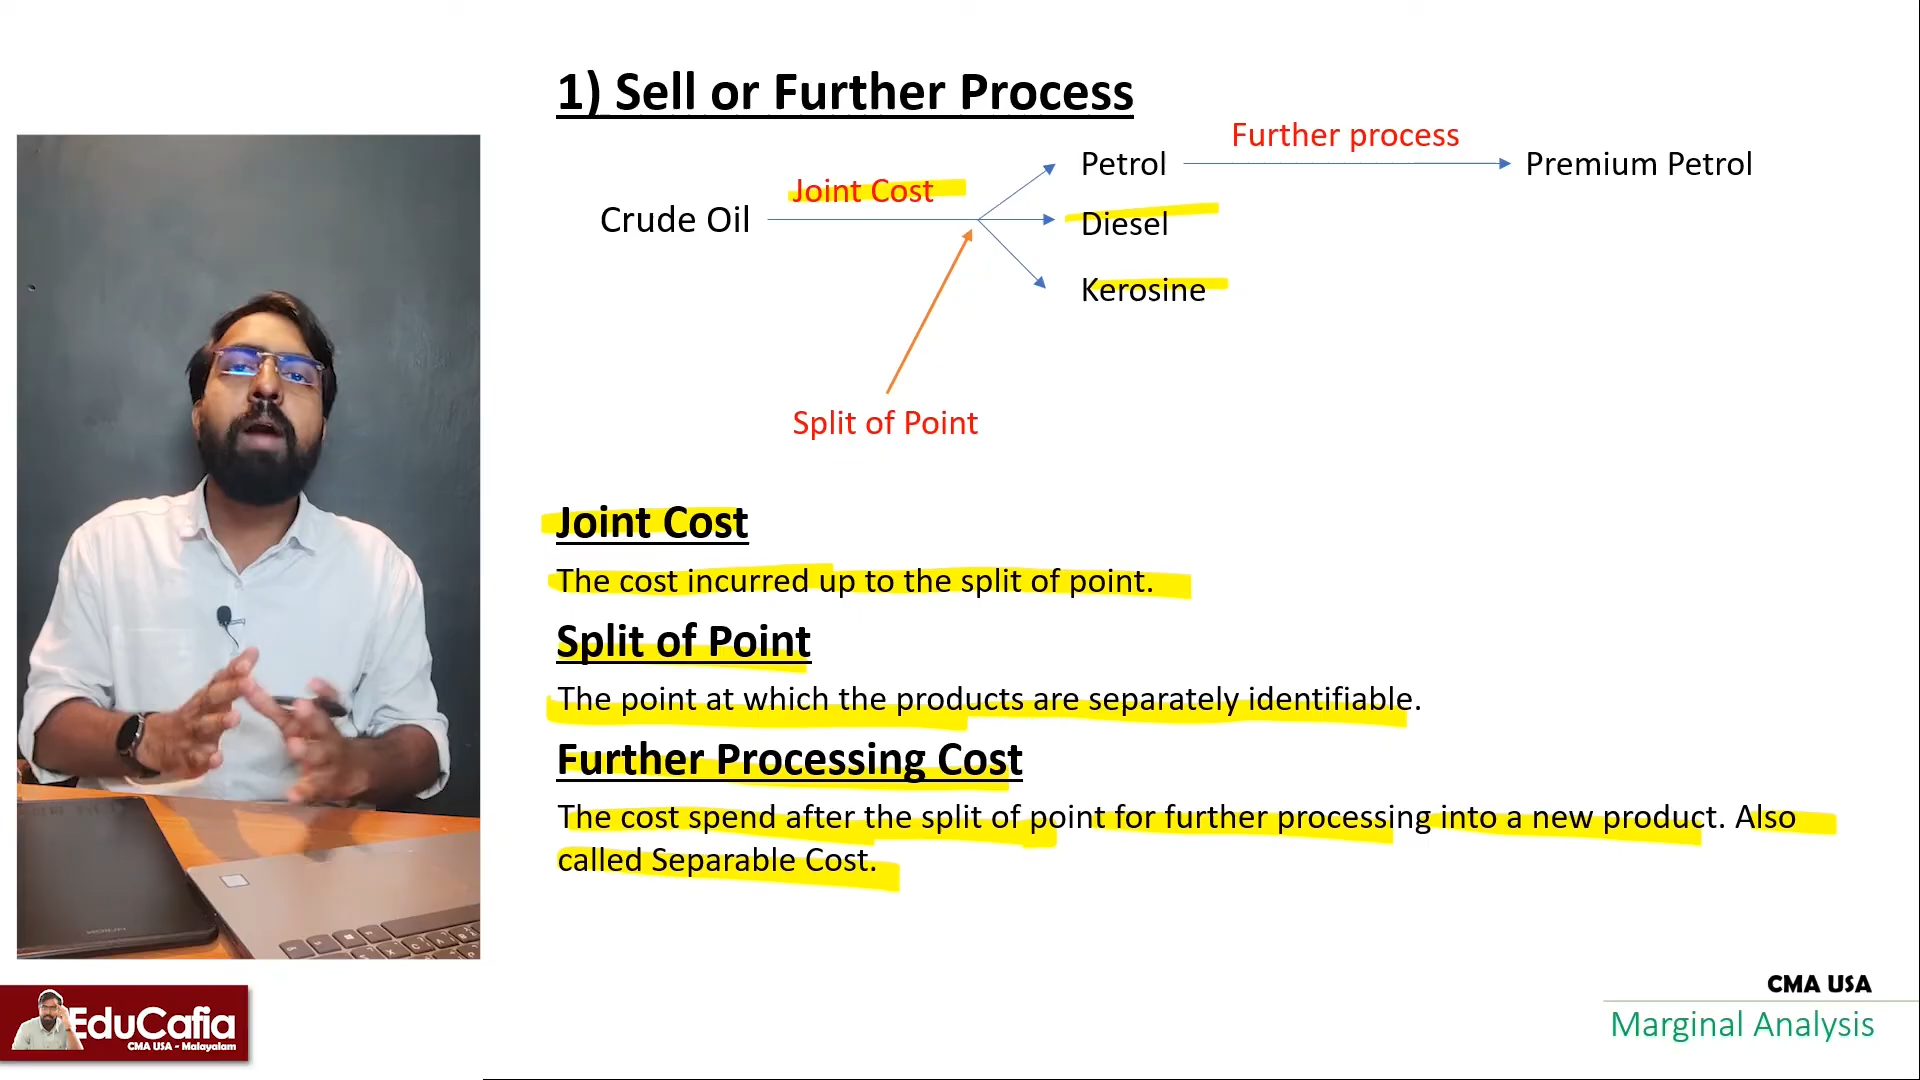 1) Sell or Further Process
Further process
Petrol
Premium Petrol
Joint Cost
Crude Oil
Diesel
Kerosine
Split of Point
Joint Cost
The cost incurred up to the split of point.
Split of Point
The point at which the products are separately identifiable.
Further Processing Cost
The cost spend after the split of point for further processing into a new product. Also
called Separable Cost.
CMA USA
Marginal Analysis
EduCafia
CMA USA - Malayalam